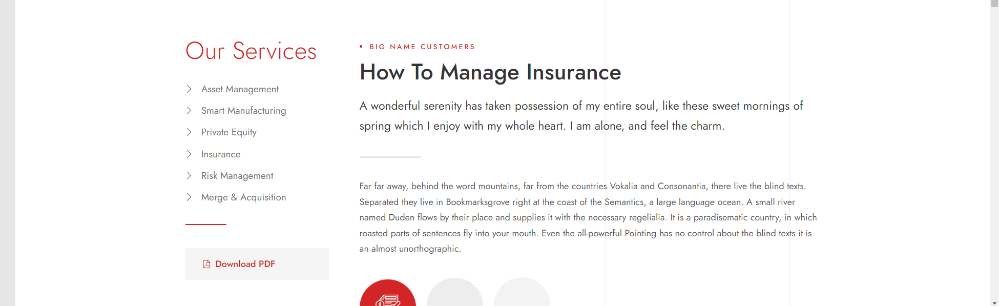 Our Services
Asset Management
Smart Manufacturing
Private Equity
Insurance
Risk Management
Merge & Acquisition
Download PDF
BIG NAME CUSTOMERS
How To Manage Insurance
A wonderful serenity has taken possession of my entire soul, like these sweet mornings of
spring which I enjoy with my whole heart. I am alone, and feel the charm.
Far far away, behind the word mountains, far from the countries Vokalia and Consonantia, there live the blind texts.
Separated they live in Bookmarksgrove right at the coast of the Semantics, a large language ocean. A small river
named Duden flows by their place and supplies it with the necessary regelialia. It is a paradisematic country, in which
roasted parts of sentences fly into your mouth. Even the all-powerful Pointing has no control about the blind texts it is
an almost unorthographic.